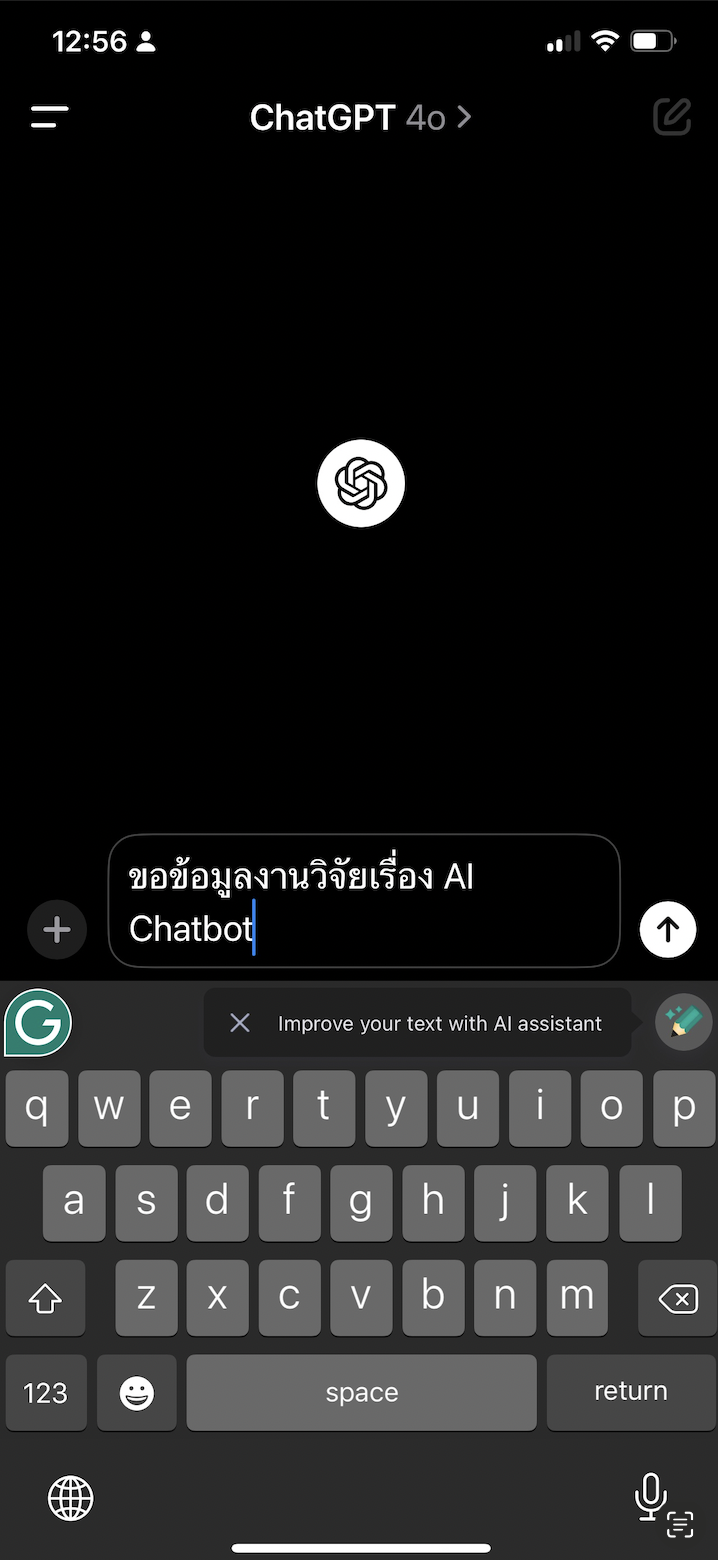 12:56
ChatGPT 4o >
ขอข้อมูลงานวิจัยเรื่อง AI
Chatbot
Improve your text with AI assistant
q w e r t y u i o p
a s d f g h j k l
z x c v b n m
123 space return